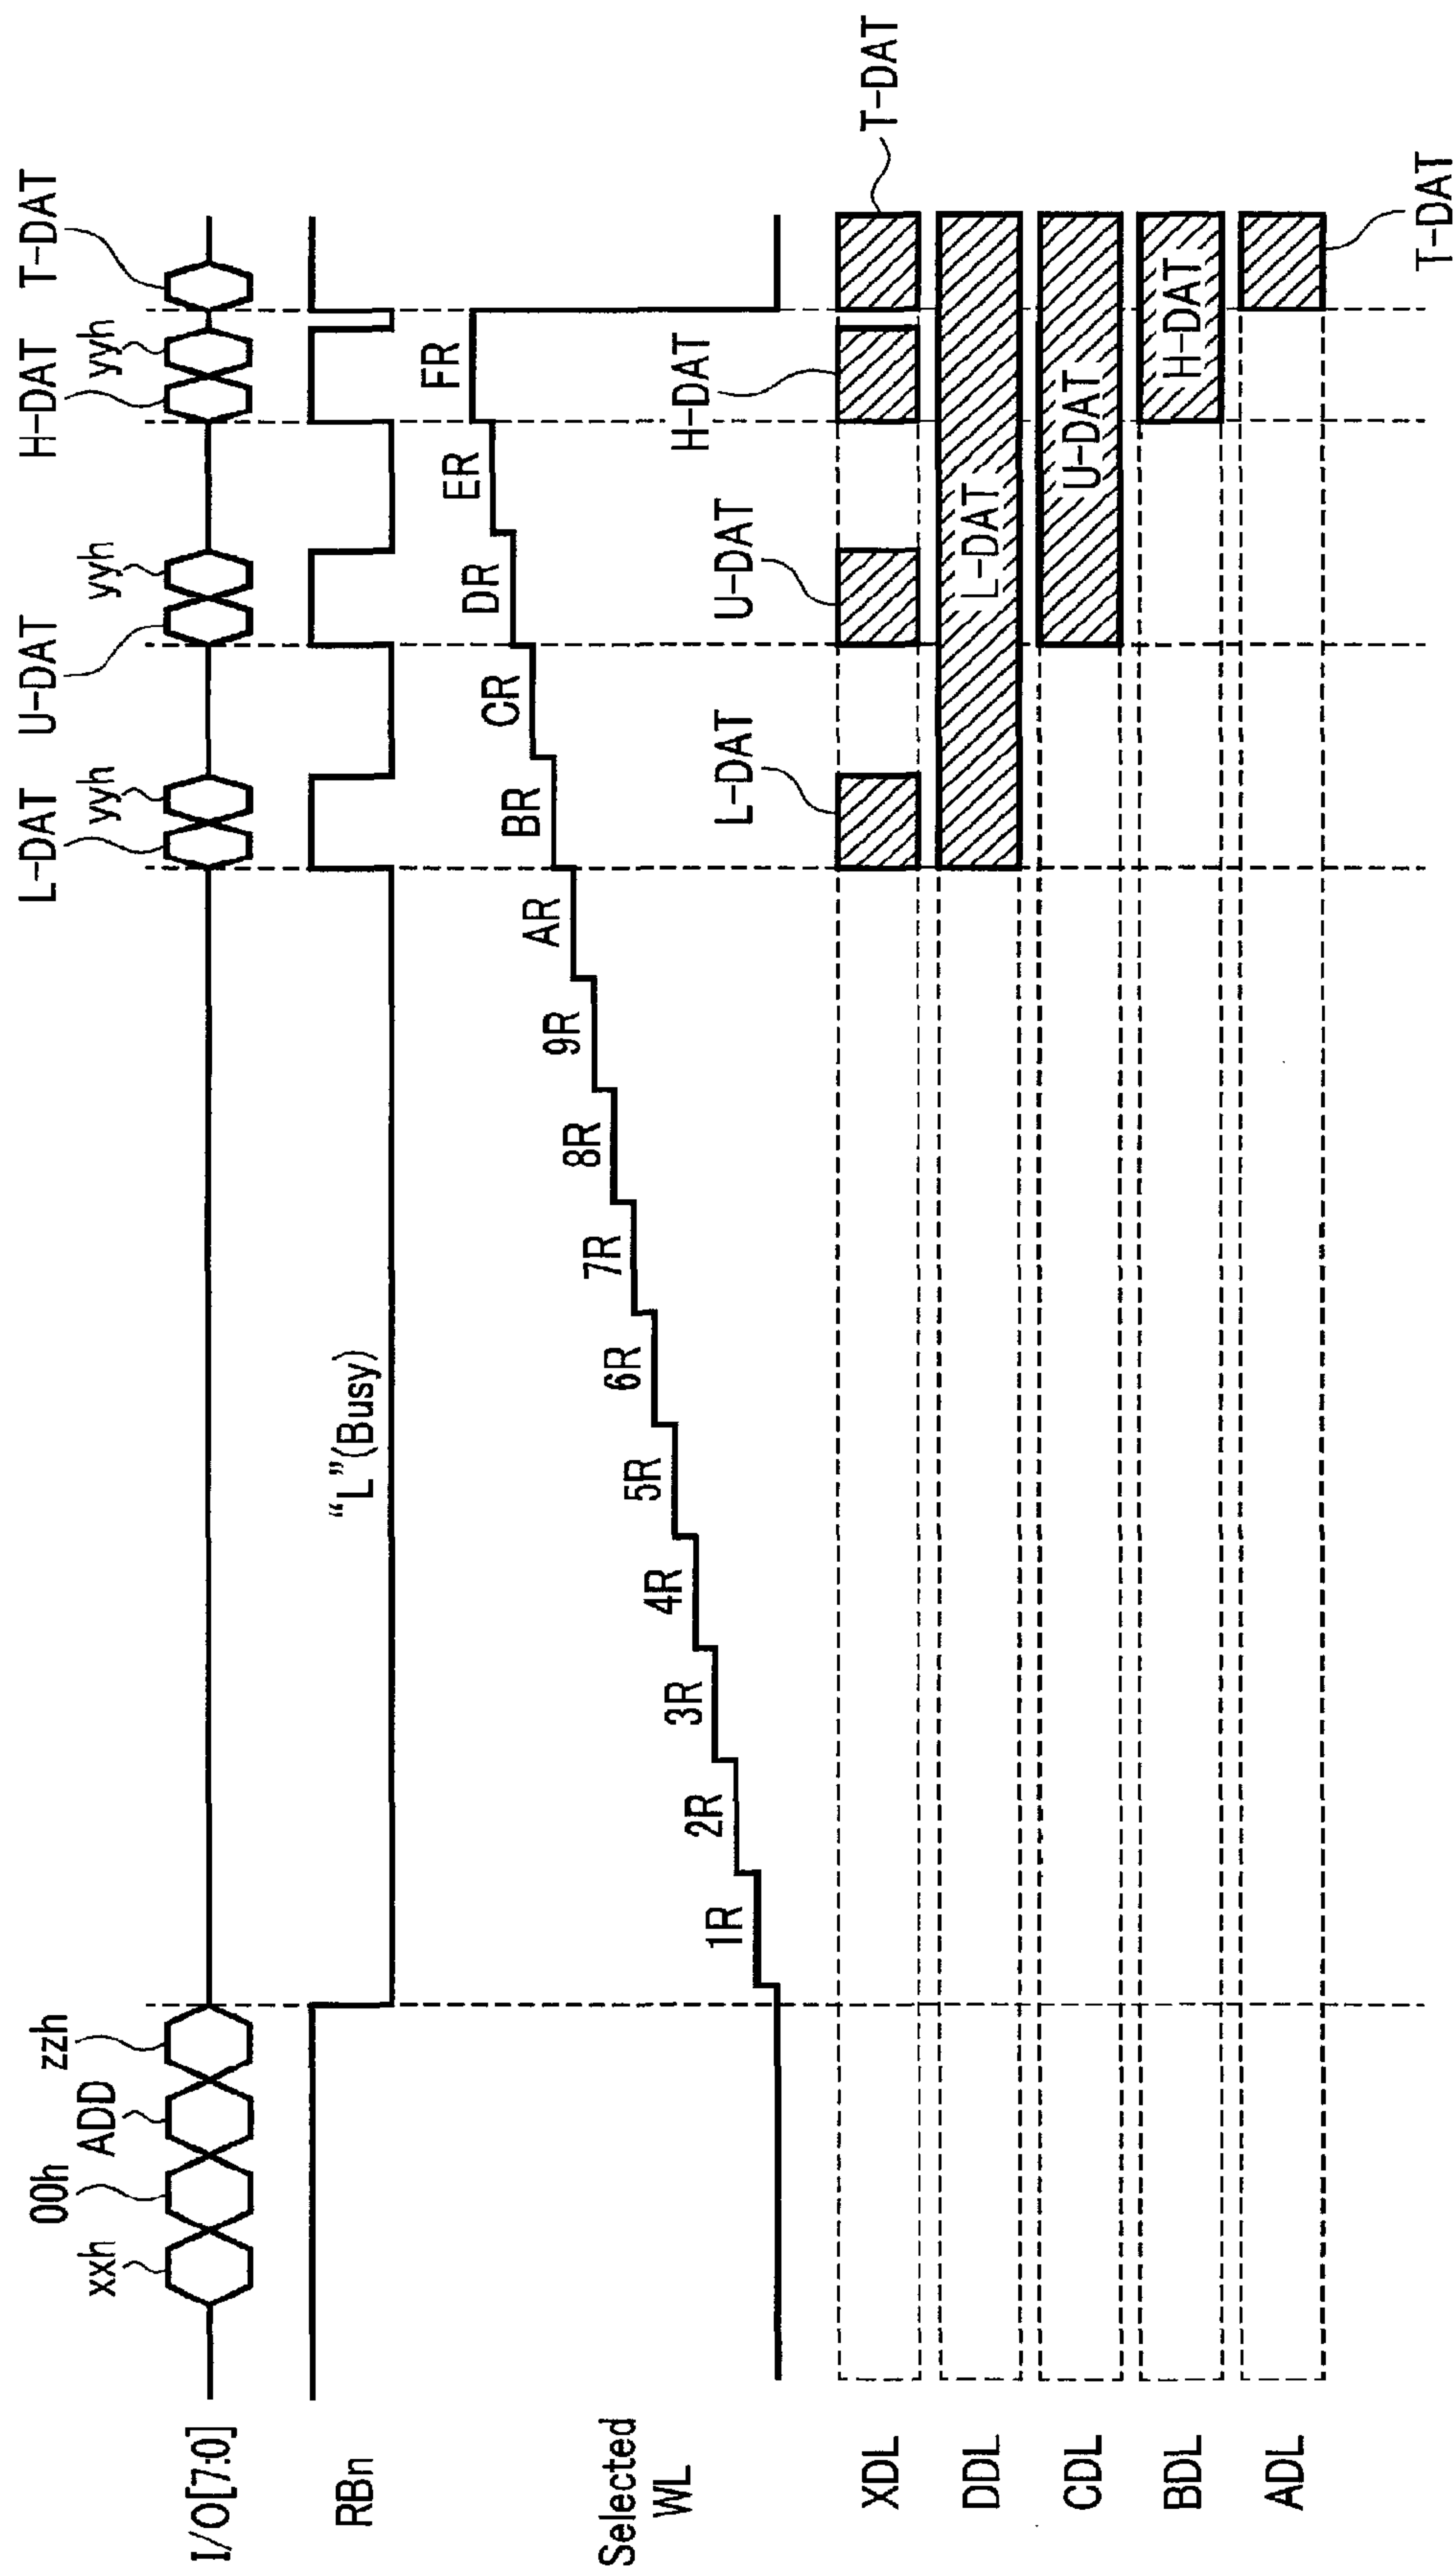 I/O[7:0]
xxh
00h
ADD
zzh
L-DAT
yyh
U-DAT
yyh
H-DAT
yyh
T-DAT
RBn
“L”(Busy)
Selected
WL
1R
2R
3R
4R
5R
6R
7R
8R
9R
AR
BR
CR
DR
ER
FR
XDL
L-DAT
U-DAT
H-DAT
T-DAT
DDL
L-DAT
CDL
U-DAT
BDL
H-DAT
ADL
T-DAT